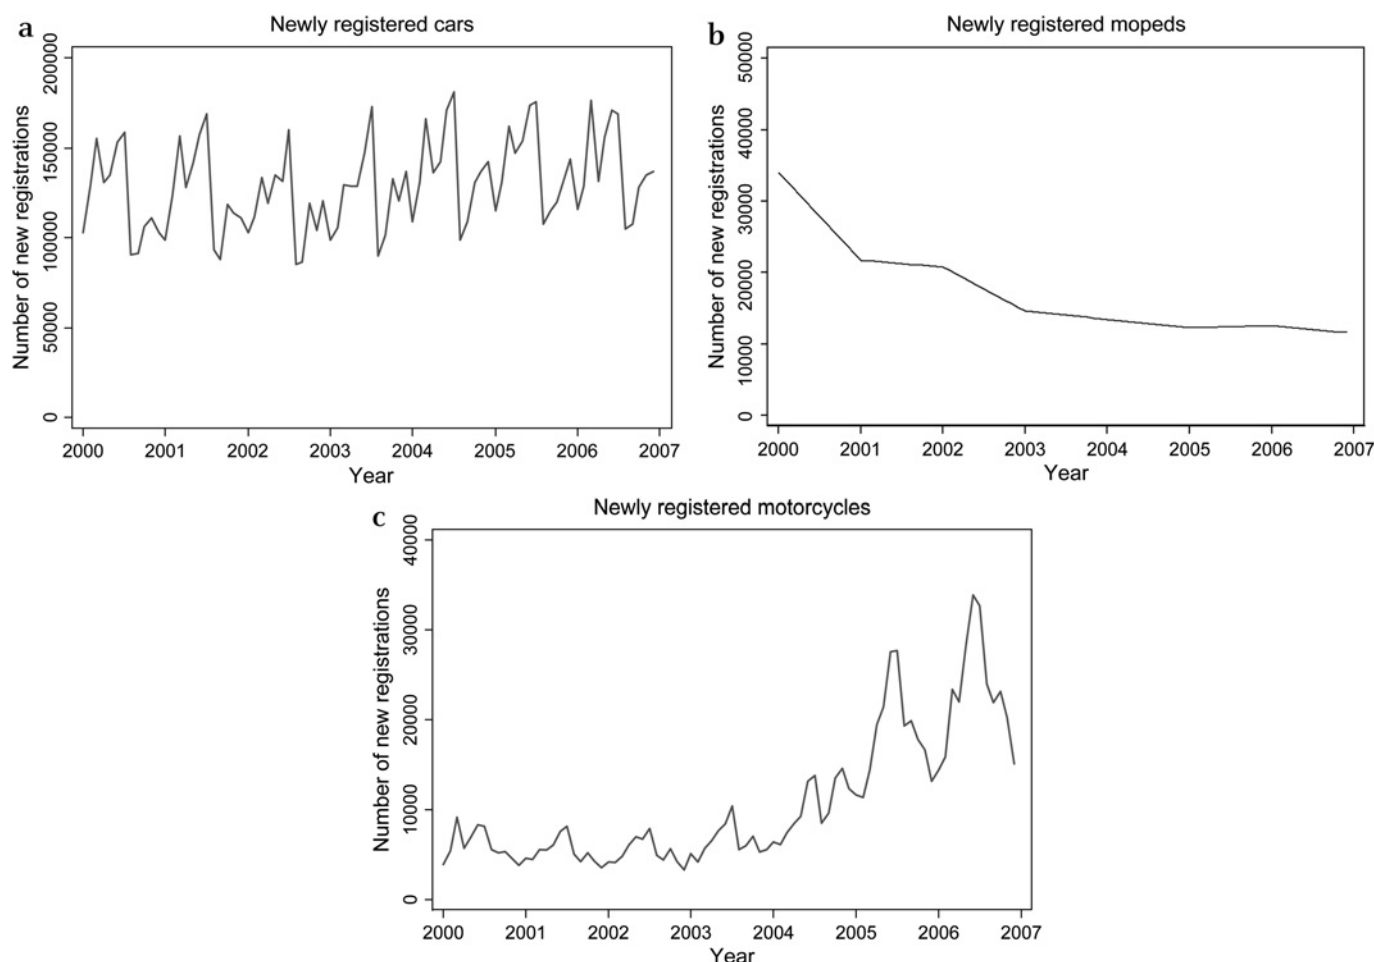 a
Newly registered cars
Number of new registrations
200000
150000
100000
50000
0
2000 2001 2002 2003 2004 2005 2006 2007
Year
b
Newly registered mopeds
Number of new registrations
50000
40000
30000
20000
10000
0
2000 2001 2002 2003 2004 2005 2006 2007
Year
c
Newly registered motorcycles
Number of new registrations
40000
30000
20000
10000
0
2000 2001 2002 2003 2004 2005 2006 2007
Year